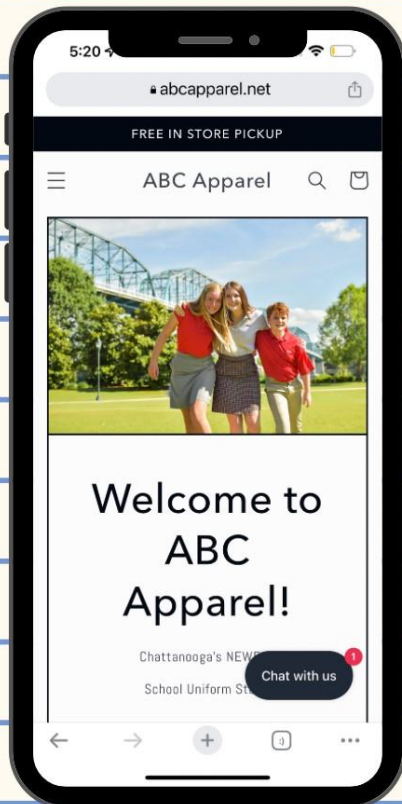 5:20
abcapparel.net
FREE IN STORE PICKUP
ABC Apparel
Welcome to
ABC
Apparel!
Chattanooga's
School Uniform
Chat with us
1
:)